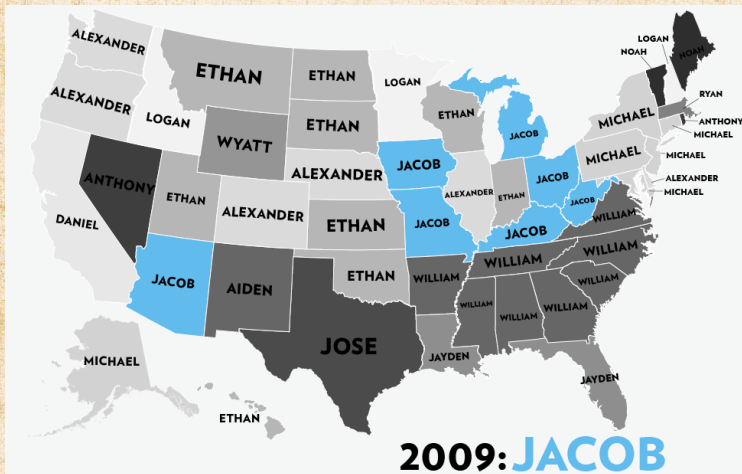 ALEXANDER
ALEXANDER
LOGAN
ETHAN
WYATT
ETHAN
ETHAN
ALEXANDER
LOGAN
ETHAN
DANIEL
ANTHONY
ETHAN
ALEXANDER
ETHAN
JACOB
AIDEN
ETHAN
JOSE
JACOB
JACOB
ALEXANDER
ETHAN
JACOB
JACOB
JACOB
JACOB
WILLIAM
WILLIAM
WILLIAM
WILLIAM
WILLIAM
WILLIAM
WILLIAM
WILLIAM
JAYDEN
JAYDEN
NOAH
LOGAN
NOAH
RYAN
ANTHONY
MICHAEL
MICHAEL
MICHAEL
MICHAEL
ALEXANDER
MICHAEL
MICHAEL
ETHAN
2009: JACOB